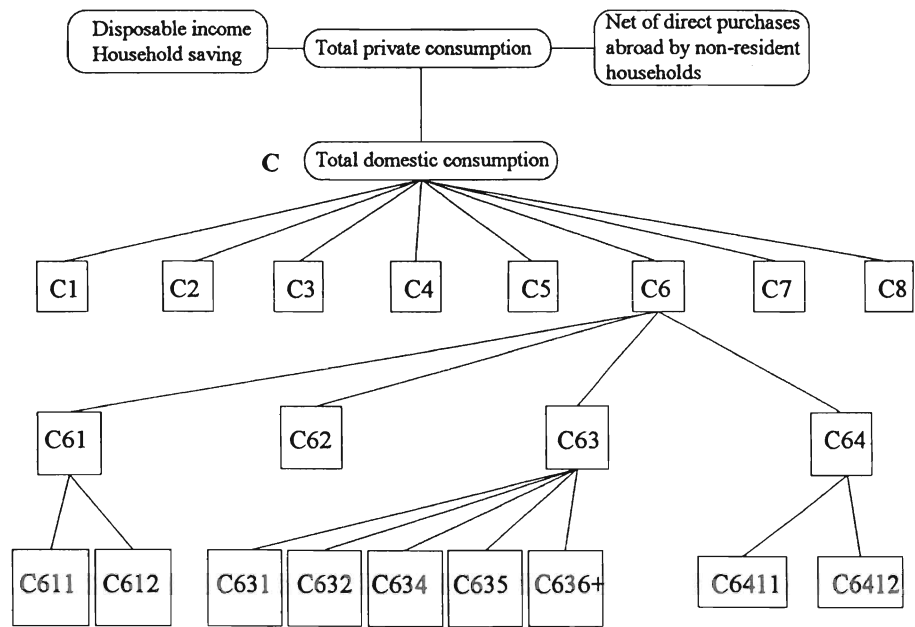 Disposable income
Household saving
Total private consumption
Net of direct purchases
abroad by non-resident
households
C
Total domestic consumption
C1
C2
C3
C4
C5
C6
C7
C8
C61
C62
C63
C64
C611
C612
C631
C632
C634
C635
C636+
C6411
C6412